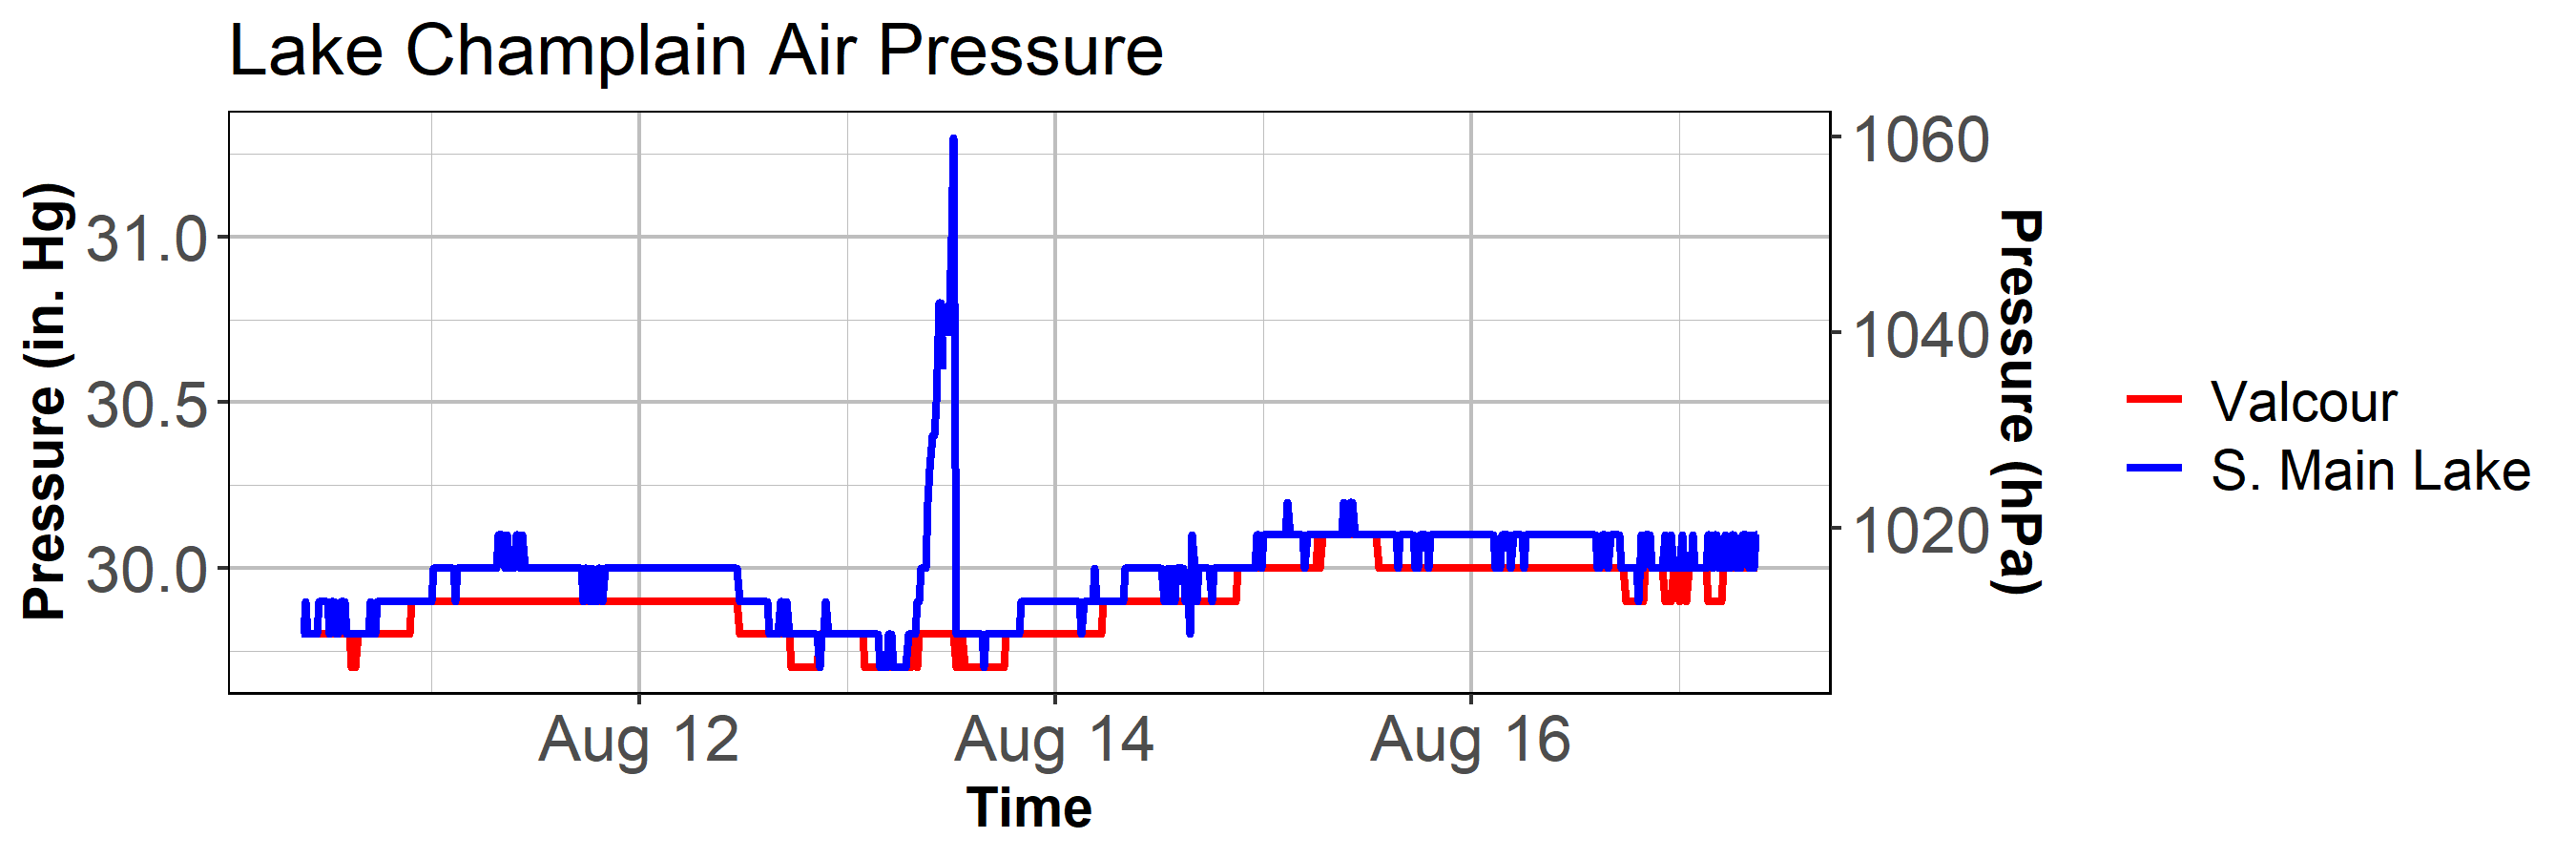 Lake Champlain Air Pressure
Pressure (in. Hg)
31.0
30.5
30.0
1060
1040
1020
Pressure (hPa)
Valcour
S. Main Lake
Aug 12
Aug 14
Aug 16
Time